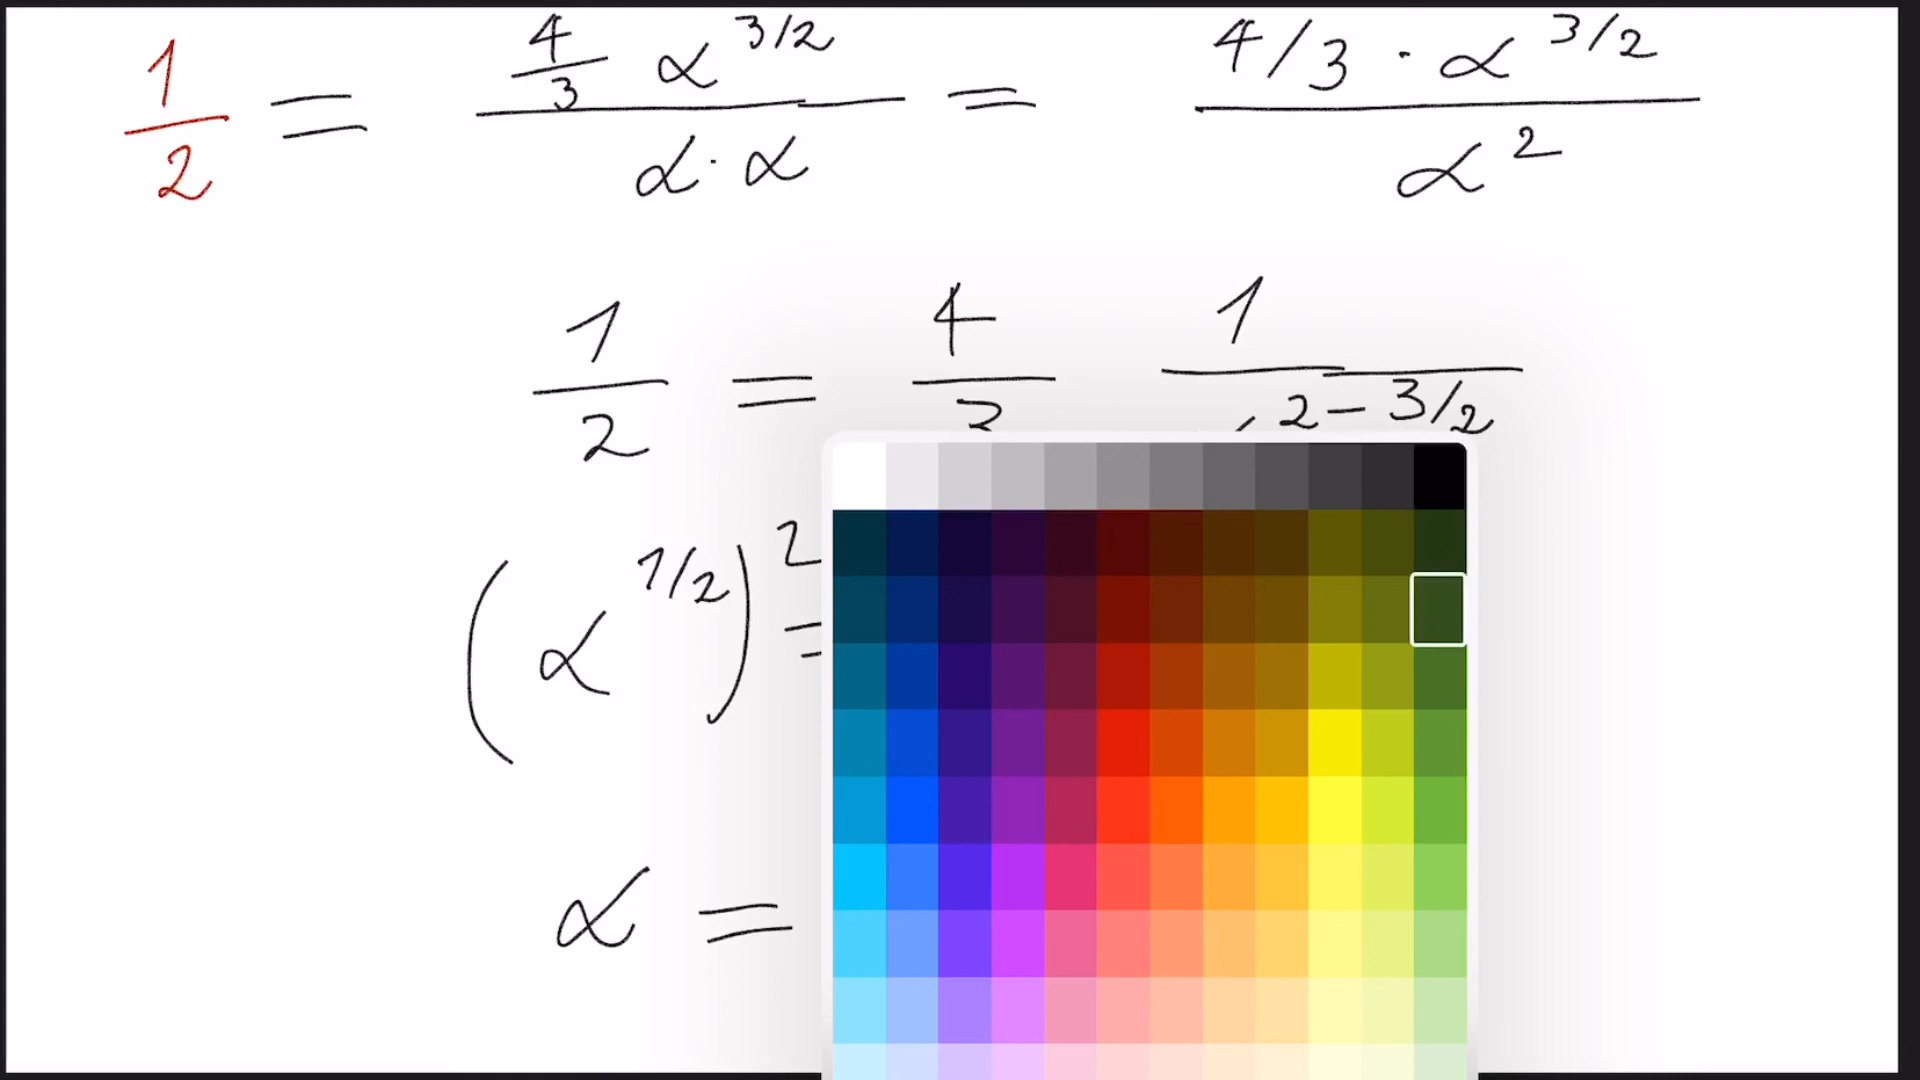 1/2 = (4/3 α^3/2)/(α · α) = (4/3 · α^3/2)/(α^2)
1/2 = 4/3 1/(α^2 - 3/2)
(α^1/2)^2 =
α =